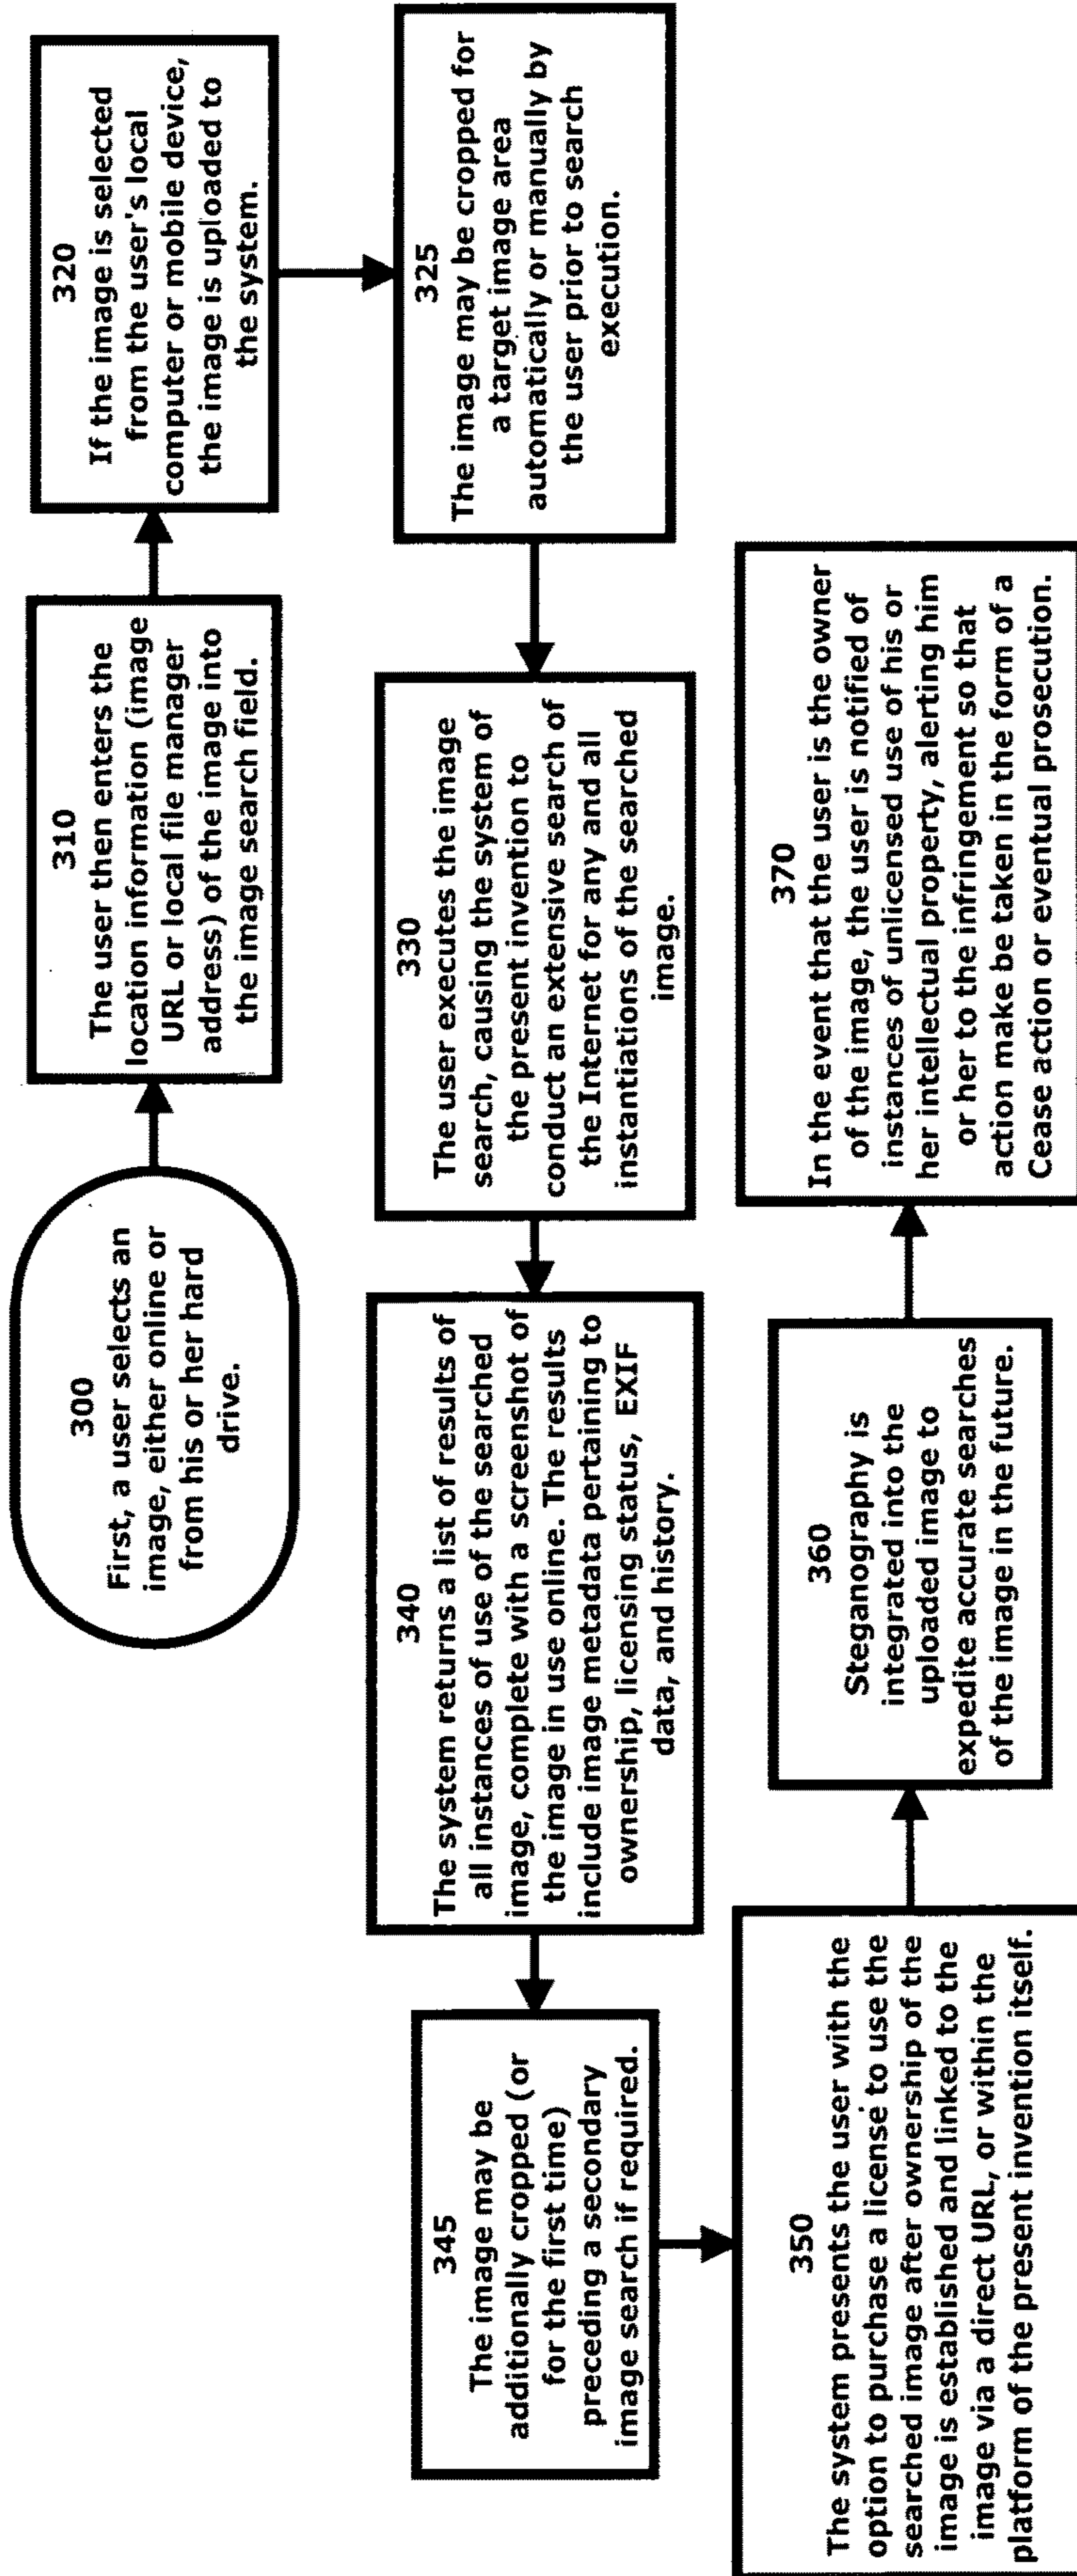 300
First, a user selects an
image, either online or
from his or her hard
drive.
310
The user then enters the
location information (image
URL or local file manager
address) of the image into
the image search field.
320
If the image is selected
from the user's local
computer or mobile device,
the image is uploaded to
the system.
325
The image may be cropped for
a target image area
automatically or manually by
the user prior to search
execution.
330
The user executes the image
search, causing the system of
the present invention to
conduct an extensive search of
the Internet for any and all
instantiations of the searched
image.
340
The system returns a list of results of
all instances of use of the searched
image, complete with a screenshot of
the image in use online. The results
include image metadata pertaining to
ownership, licensing status, EXIF
data, and history.
345
The image may be
additionally cropped (or
for the first time)
preceding a secondary
image search if required.
350
The system presents the user with the
option to purchase a license to use the
searched image after ownership of the
image is established and linked to the
image via a direct URL, or within the
platform of the present invention itself.
360
Steganography is
integrated into the
uploaded image to
expedite accurate searches
of the image in the future.
370
In the event that the user is the owner
of the image, the user is notified of
instances of unlicensed use of his or
her intellectual property, alerting him
or her to the infringement so that
action make be taken in the form of a
Cease action or eventual prosecution.